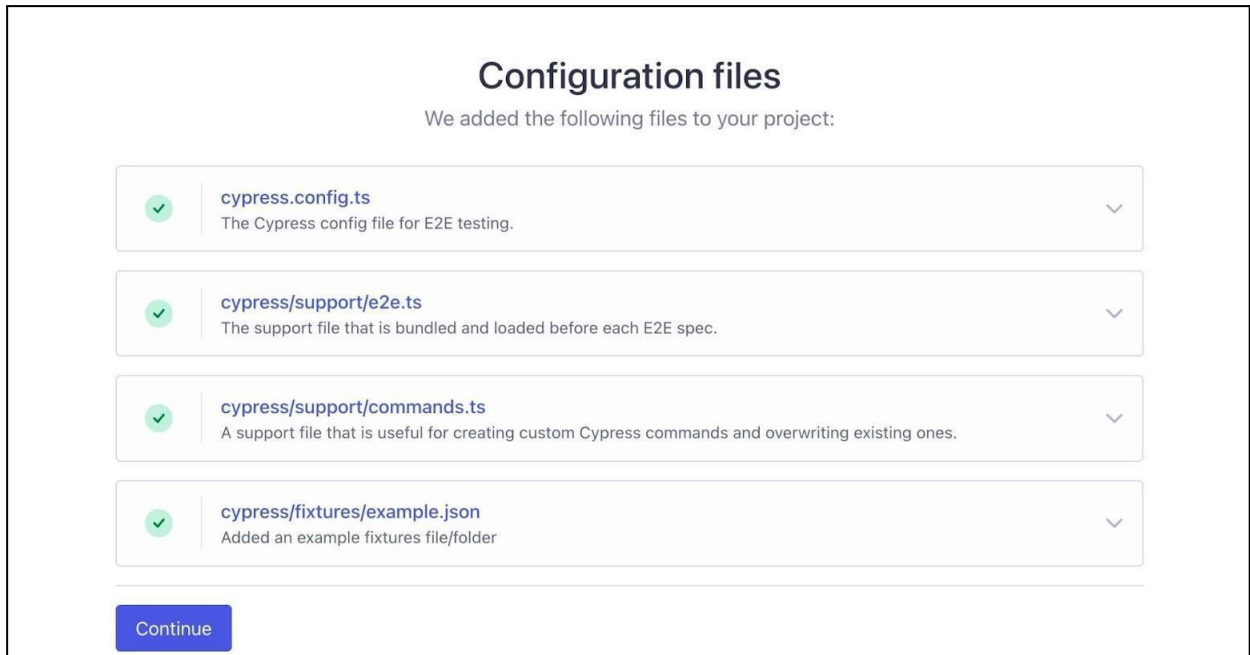 Configuration files
We added the following files to your project:
cypress.config.ts
The Cypress config file for E2E testing.
cypress/support/e2e.ts
The support file that is bundled and loaded before each E2E spec.
cypress/support/commands.ts
A support file that is useful for creating custom Cypress commands and overwriting existing ones.
cypress/fixtures/example.json
Added an example fixtures file/folder
Continue